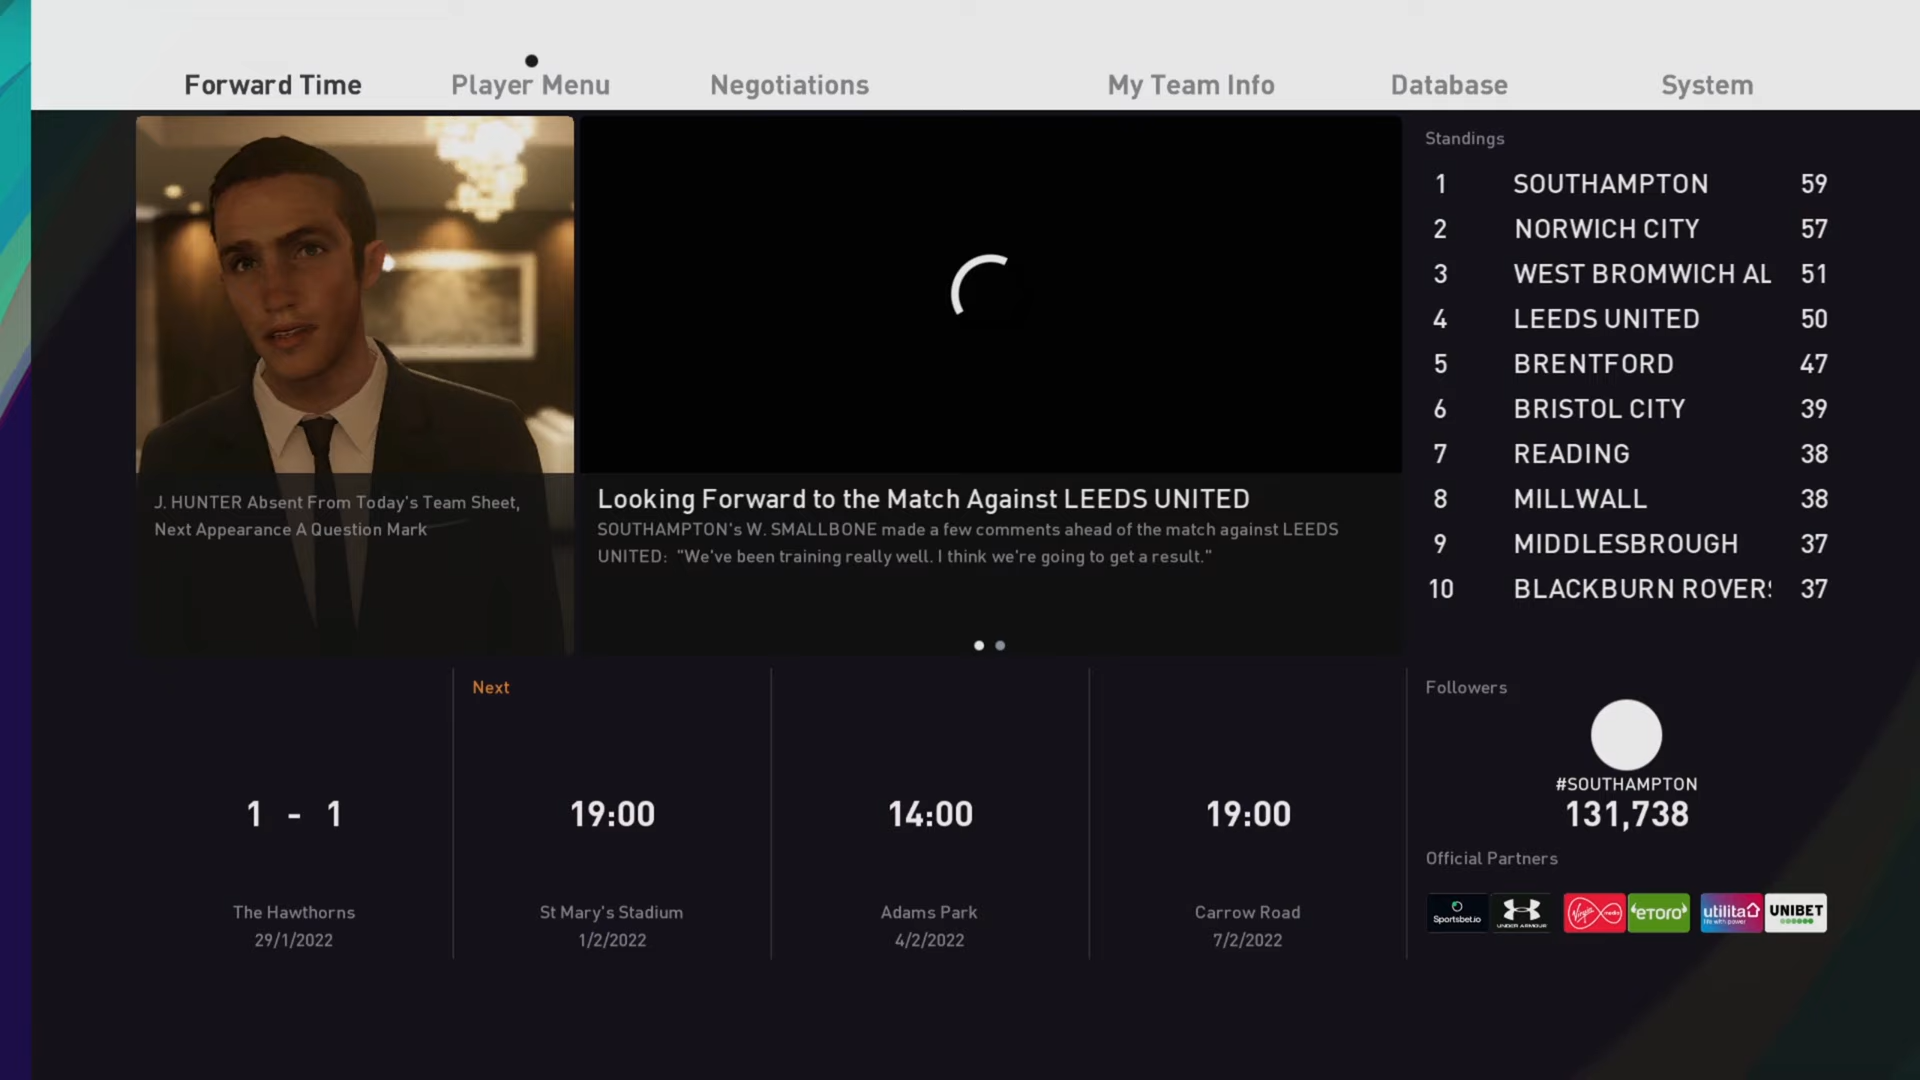 Forward Time
Player Menu
Negotiations
My Team Info
Database
System
J. HUNTER Absent From Today's Team Sheet,
Next Appearance A Question Mark
Looking Forward to the Match Against LEEDS UNITED
SOUTHAMPTON's W. SMALLBONE made a few comments ahead of the match against LEEDS
UNITED: "We've been training really well. I think we're going to get a result."
Standings
1 SOUTHAMPTON 59
2 NORWICH CITY 57
3 WEST BROMWICH AL 51
4 LEEDS UNITED 50
5 BRENTFORD 47
6 BRISTOL CITY 39
7 READING 38
8 MILLWALL 38
9 MIDDLESBROUGH 37
10 BLACKBURN ROVERS 37
1 - 1
The Hawthorns
29/1/2022
Next
19:00
St Mary's Stadium
1/2/2022
14:00
Adams Park
4/2/2022
19:00
Carrow Road
7/2/2022
Followers
#SOUTHAMPTON
131,738
Official Partners
Sportsbet.io
UNDER ARMOUR
Virgin media
eToro
utilita
UNIBET